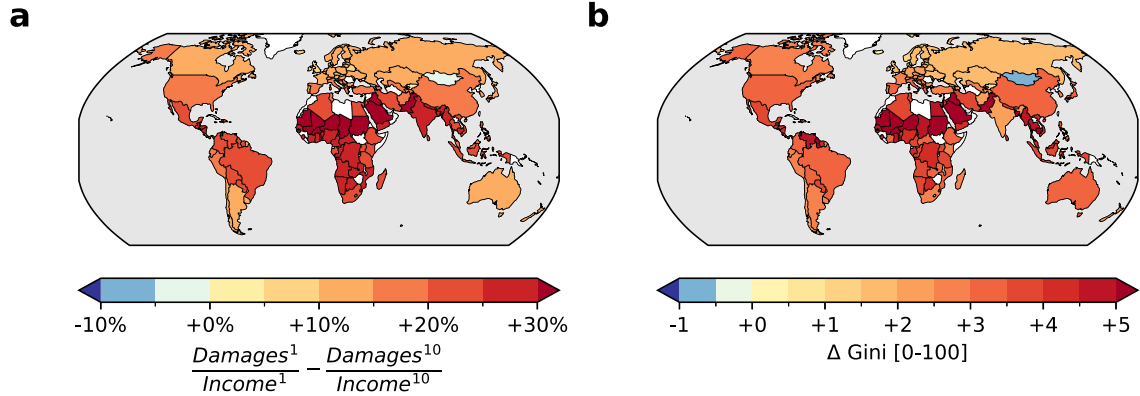 a
b
-10% +0% +10% +20% +30%
-1 +0 +1 +2 +3 +4 +5
Damages¹/Income¹ − Damages¹⁰/Income¹⁰
Δ Gini [0-100]